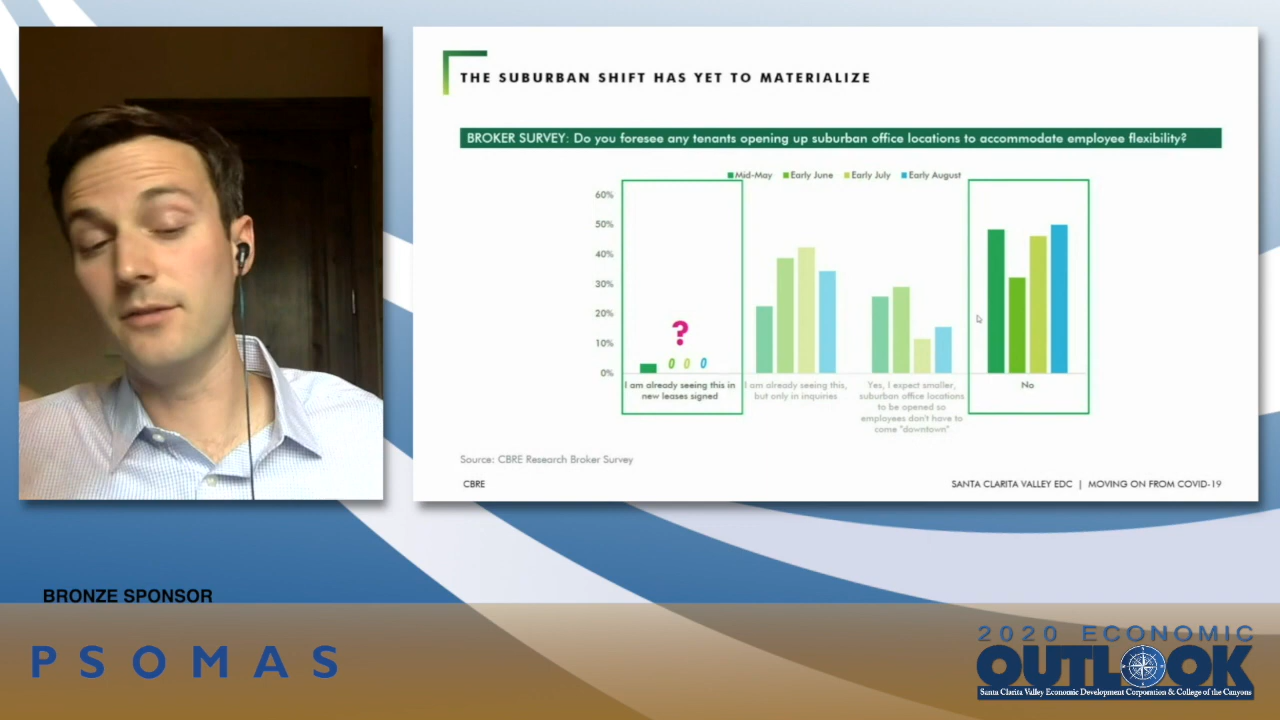 THE SUBURBAN SHIFT HAS YET TO MATERIALIZE
BROKER SURVEY: Do you foresee any tenants opening up suburban office locations to accommodate employee flexibility?
Mid-May Early June Early July Early August
60%
50%
40%
30%
20%
10%
0%
?
0 0 0
I am already seeing this in
new leases signed
I am already seeing this,
but only in inquiries
Yes, I expect smaller,
suburban office locations
to be opened so
employees don't have to
come "downtown"
No
Source: CBRE Research Broker Survey
CBRE
SANTA CLARITA VALLEY EDC | MOVING ON FROM COVID-19
BRONZE SPONSOR
PSOMAS
2020 ECONOMIC
OUTLOOK
Santa Clarita Valley Economic Development Corporation & College of the Canyons